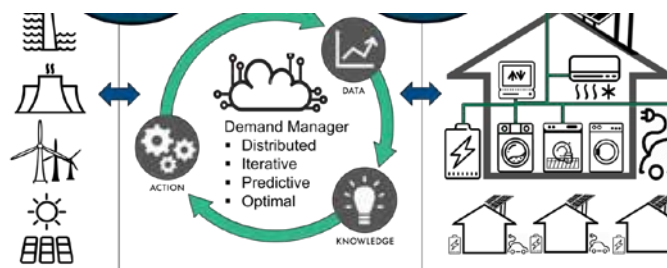 DATA
Demand Manager
▪ Distributed
▪ Iterative
▪ Predictive
▪ Optimal
ACTION
KNOWLEDGE